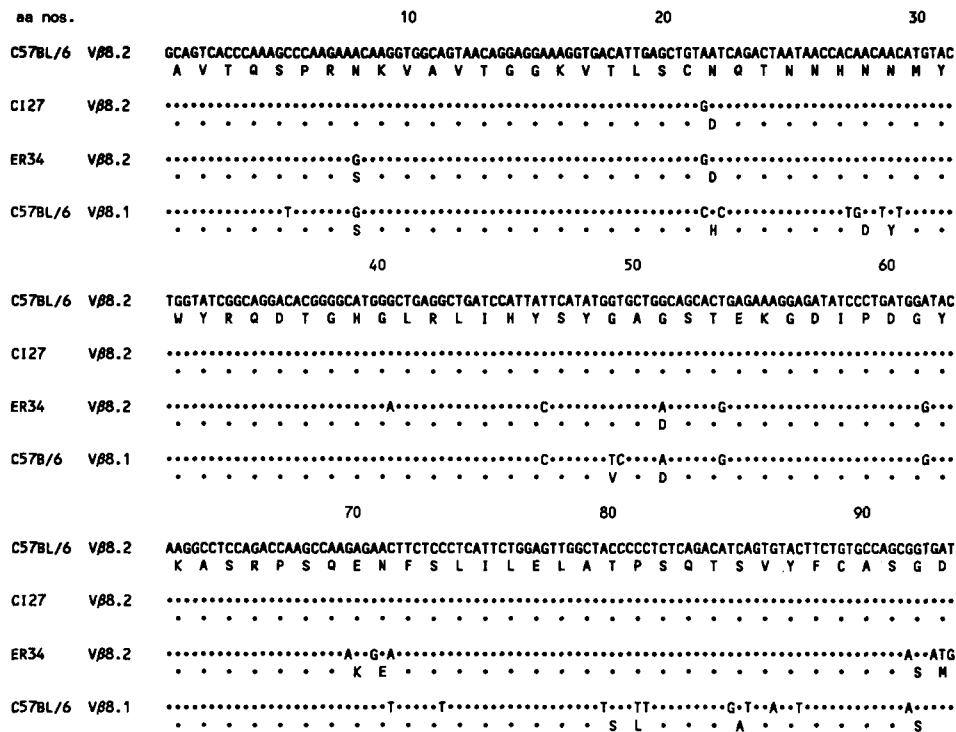 aa nos. 10 20 30
C57BL/6 Vβ8.2 GCAGTCACCCAAAGCCCAAGAAACAAGGTGGCAGTAACAGGAGGAAAGGTGACATTGAGCTGTAATCAGACTAATAACCACAACAACATGTAC
A V T Q S P R N K V A V T G G K V T L S C N Q T N N H N N M Y
CI27 Vβ8.2 •••••••••••••••••••••••••••••••••••••••••••••••••••••••••••••••G•••••••••••••••••••••••••••••
• • • • • • • • • • • • • • • • • • • • • D • • • • • • • • •
ER34 Vβ8.2 ••••••••••••••••••••••G••••••••••••••••••••••••••••••••••••••••G•••••••••••••••••••••••••••••
• • • • • • • S • • • • • • • • • • • • • D • • • • • • • • •
C57BL/6 Vβ8.1 ••••••••••••••T•••••••G••••••••••••••••••••••••••••••••••••••••C•C••••••••••••••TG••T•T••••••
• • • • • • • S • • • • • • • • • • • • • H • • • • • D Y • •
40 50 60
C57BL/6 Vβ8.2 TGGTATCGGCAGGACACGGGGCATGGGCTGAGGCTGATCCATTATTCATATGGTGCTGGCAGCACTGAGAAAGGAGATATCCCTGATGGATAC
W Y R Q D T G H G L R L I H Y S Y G A G S T E K G D I P D G Y
CI27 Vβ8.2 •••••••••••••••••••••••••••••••••••••••••••••••••••••••••••••••••••••••••••••••••••••••••••••
• • • • • • • • • • • • • • • • • • • • • • • • • • • • • • •
ER34 Vβ8.2 ••••••••••••••••••••••••••A•••••••••••••••••C•••••••••••••A••••••G•••••••••••••••••••••••G•••
• • • • • • • • • • • • • • • • • • • D • • • • • • • • • • •
C57B/6 Vβ8.1 ••••••••••••••••••••••••••••••••••••••••••••C•••••••TC••••A••••••G•••••••••••••••••••••••G•••
• • • • • • • • • • • • • • • • • V • D • • • • • • • • • • •
70 80 90
C57BL/6 Vβ8.2 AAGGCCTCCAGACCAAGCCAAGAGAACTTCTCCCTCATTCTGGAGTTGGCTACCCCCTCTCAGACATCAGTGTACTTCTGTGCCAGCGGTGAT
K A S R P S Q E N F S L I L E L A T P S Q T S V Y F C A S G D
CI27 Vβ8.2 •••••••••••••••••••••••••••••••••••••••••••••••••••••••••••••••••••••••••••••••••••••••••••••
• • • • • • • • • • • • • • • • • • • • • • • • • • • • • • •
ER34 Vβ8.2 •••••••••••••••••••••A••G•A••••••••••••••••••••••••••••••••••••••••••••••••••••••••••••A••ATG
• • • • • • • K E • • • • • • • • • • • • • • • • • • • • S M
C57BL/6 Vβ8.1 ••••••••••••••••••••••••••T•••••T••••••••••••••••••T•••TT•••••••••G•T••A••T••••••••••••A•••••
• • • • • • • • • • • • • • • • • S L • • • A • • • • • • S •